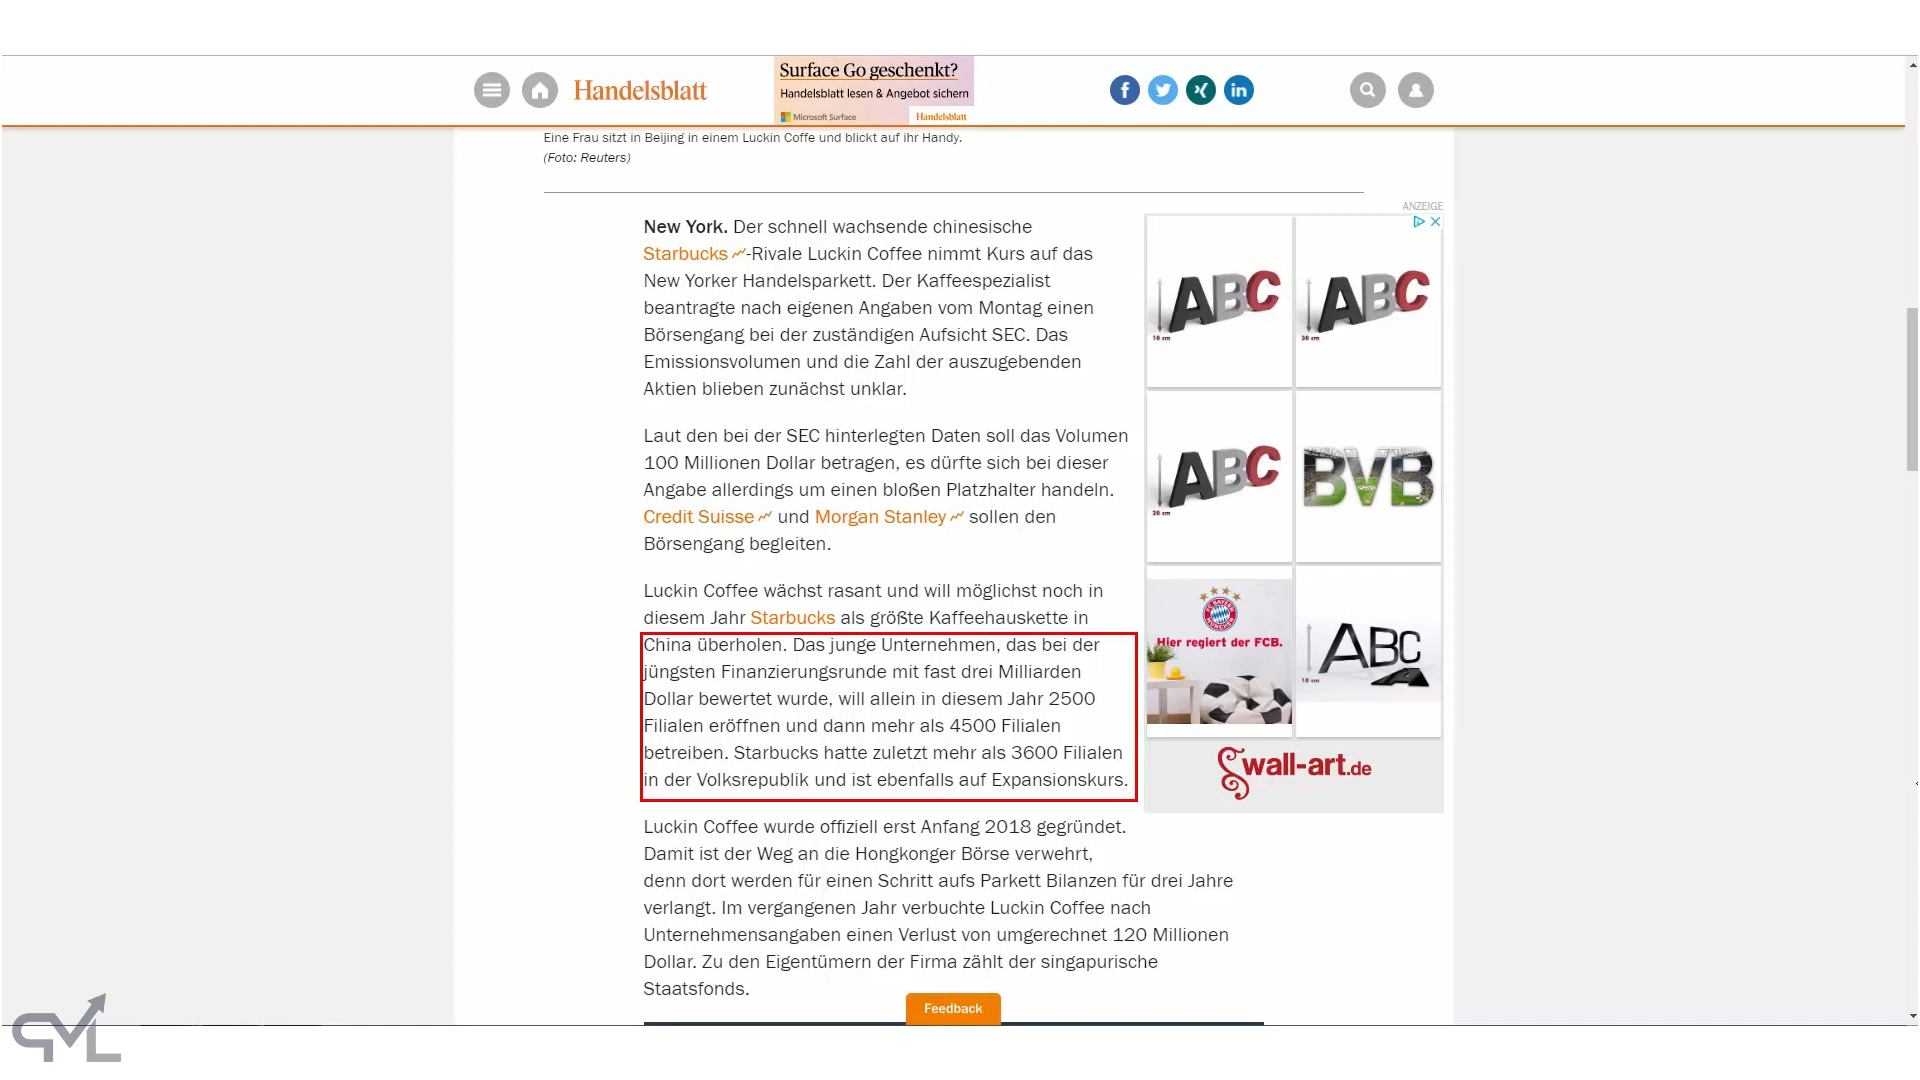 Handelsblatt
Surface Go geschenkt?
Handelsblatt lesen & Angebot sichern
Microsoft Surface
Handelsblatt
Eine Frau sitzt in Beijing in einem Luckin Coffe und blickt auf ihr Handy.
(Foto: Reuters)
ANZEIGE
New York. Der schnell wachsende chinesische
Starbucks -Rivale Luckin Coffee nimmt Kurs auf das
New Yorker Handelsparkett. Der Kaffeespezialist
beantragte nach eigenen Angaben vom Montag einen
Börsengang bei der zuständigen Aufsicht SEC. Das
Emissionsvolumen und die Zahl der auszugebenden
Aktien blieben zunächst unklar.
Laut den bei der SEC hinterlegten Daten soll das Volumen
100 Millionen Dollar betragen, es dürfte sich bei dieser
Angabe allerdings um einen bloßen Platzhalter handeln.
Credit Suisse und Morgan Stanley sollen den
Börsengang begleiten.
Luckin Coffee wächst rasant und will möglichst noch in
diesem Jahr Starbucks als größte Kaffeehauskette in
China überholen. Das junge Unternehmen, das bei der
jüngsten Finanzierungsrunde mit fast drei Milliarden
Dollar bewertet wurde, will allein in diesem Jahr 2500
Filialen eröffnen und dann mehr als 4500 Filialen
betreiben. Starbucks hatte zuletzt mehr als 3600 Filialen
in der Volksrepublik und ist ebenfalls auf Expansionskurs.
Luckin Coffee wurde offiziell erst Anfang 2018 gegründet.
Damit ist der Weg an die Hongkonger Börse verwehrt,
denn dort werden für einen Schritt aufs Parkett Bilanzen für drei Jahre
verlangt. Im vergangenen Jahr verbuchte Luckin Coffee nach
Unternehmensangaben einen Verlust von umgerechnet 120 Millionen
Dollar. Zu den Eigentümern der Firma zählt der singapurische
Staatsfonds.
ABC
10 cm
ABC
30 cm
ABC
20 cm
BVB
FC BAYERN MÜNCHEN
Hier regiert der FCB.
ABC
A
10 cm
wall-art.de
Feedback